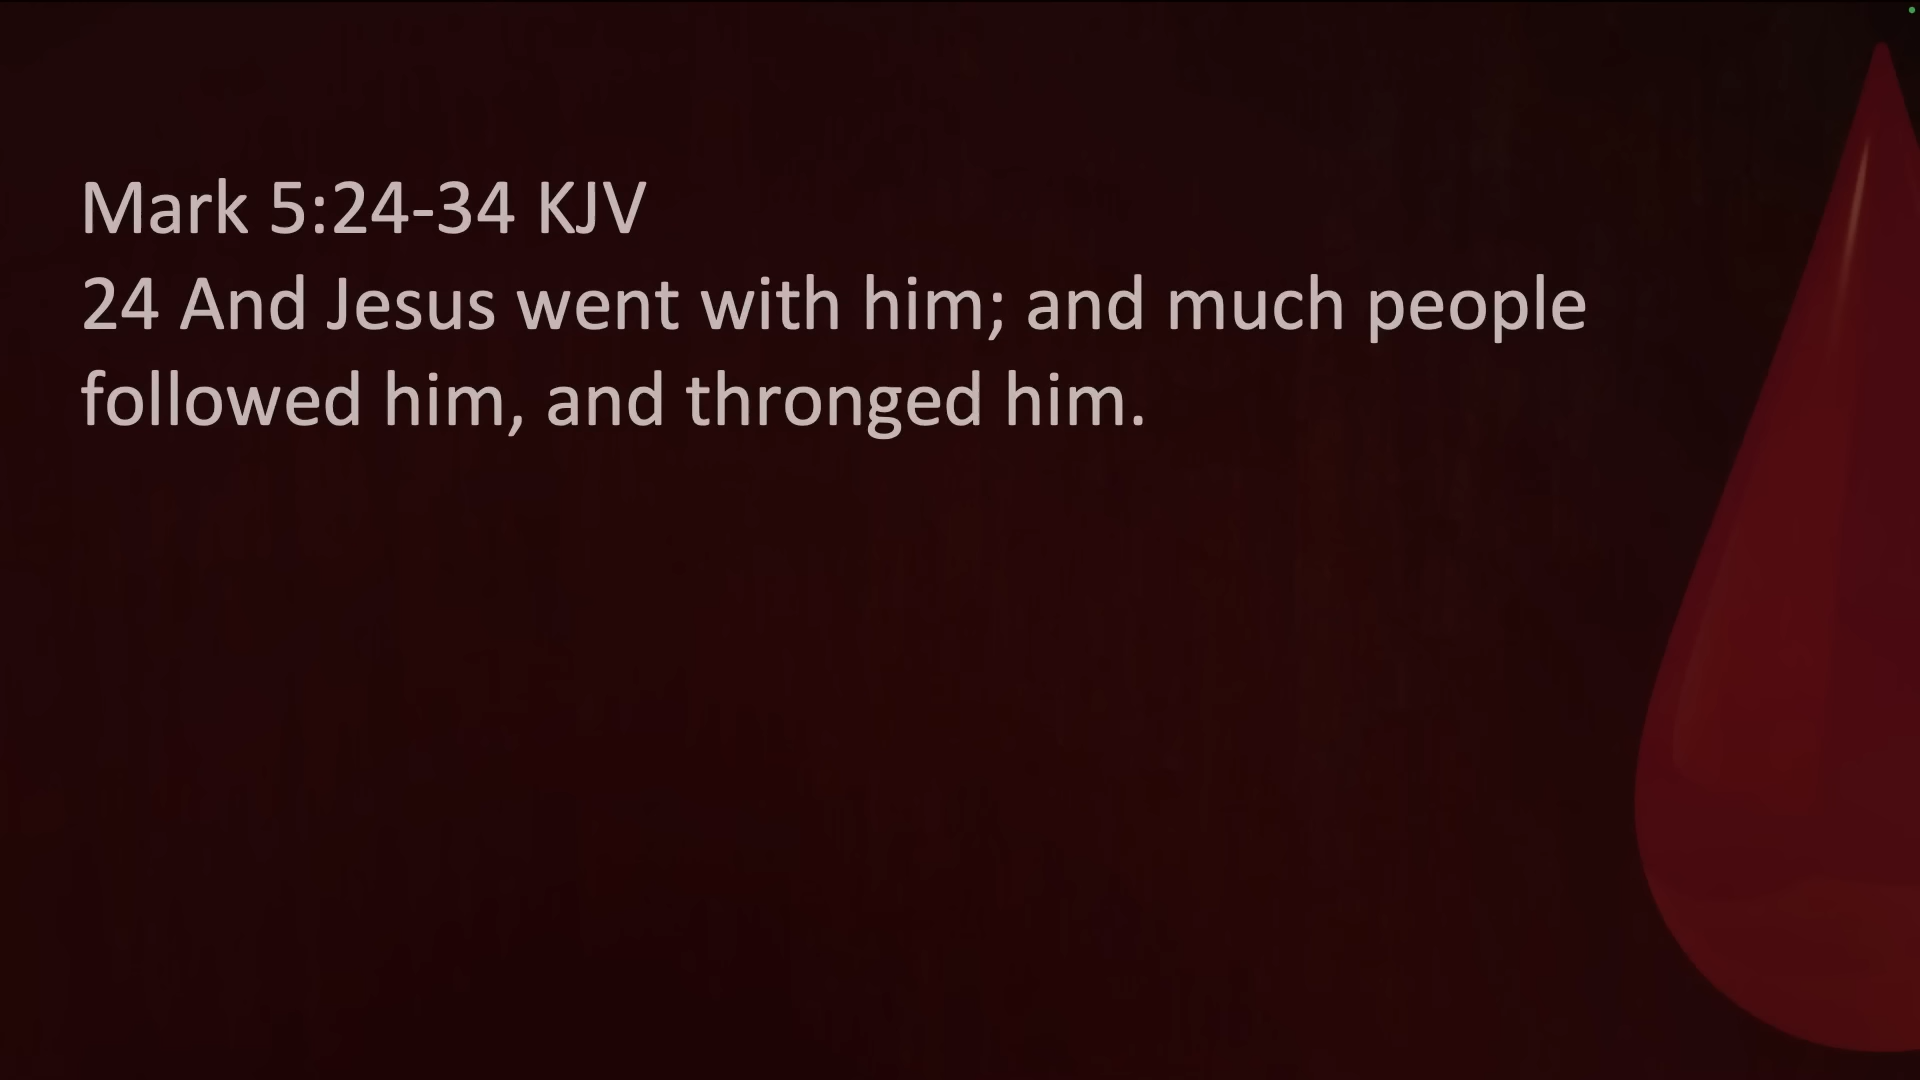 Mark 5:24-34 KJV
24 And Jesus went with him; and much people
followed him, and thronged him.